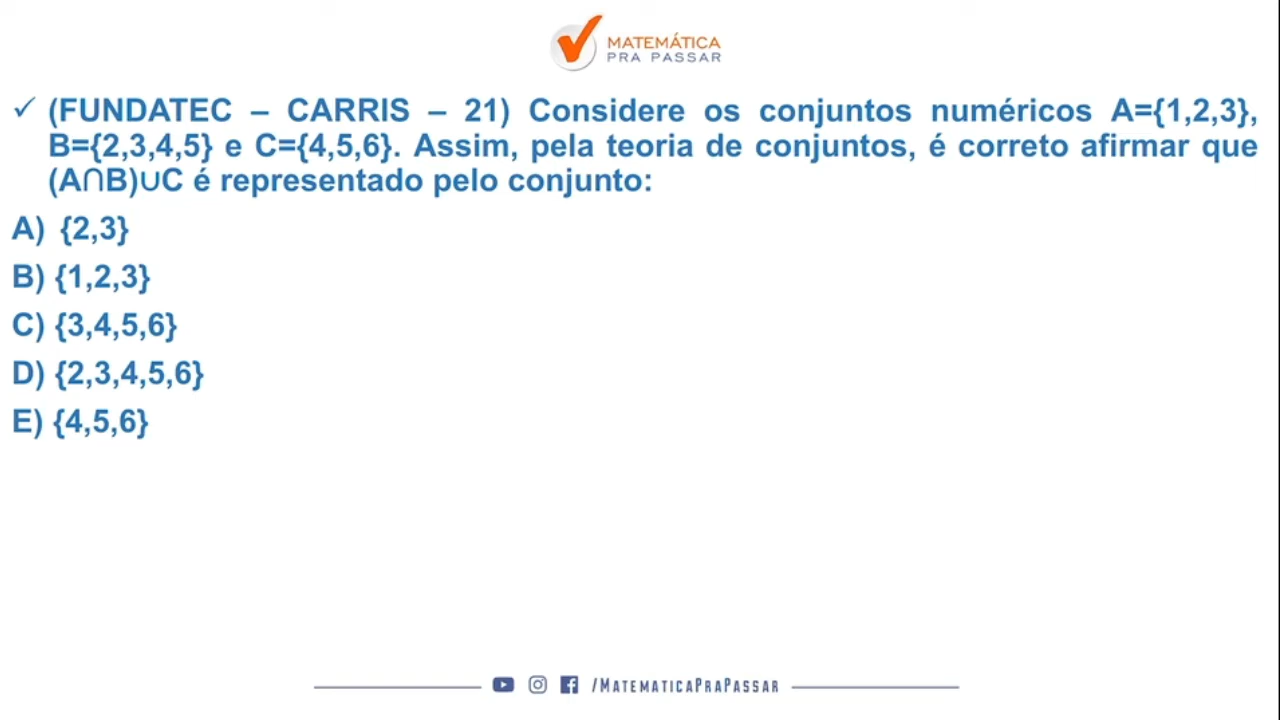 MATEMÁTICA
PRA PASSAR
✓ (FUNDATEC – CARRIS – 21) Considere os conjuntos numéricos A={1,2,3},
B={2,3,4,5} e C={4,5,6}. Assim, pela teoria de conjuntos, é correto afirmar que
(A∩B)∪C é representado pelo conjunto:
A) {2,3}
B) {1,2,3}
C) {3,4,5,6}
D) {2,3,4,5,6}
E) {4,5,6}
/MATEMATICAPRAPASSAR